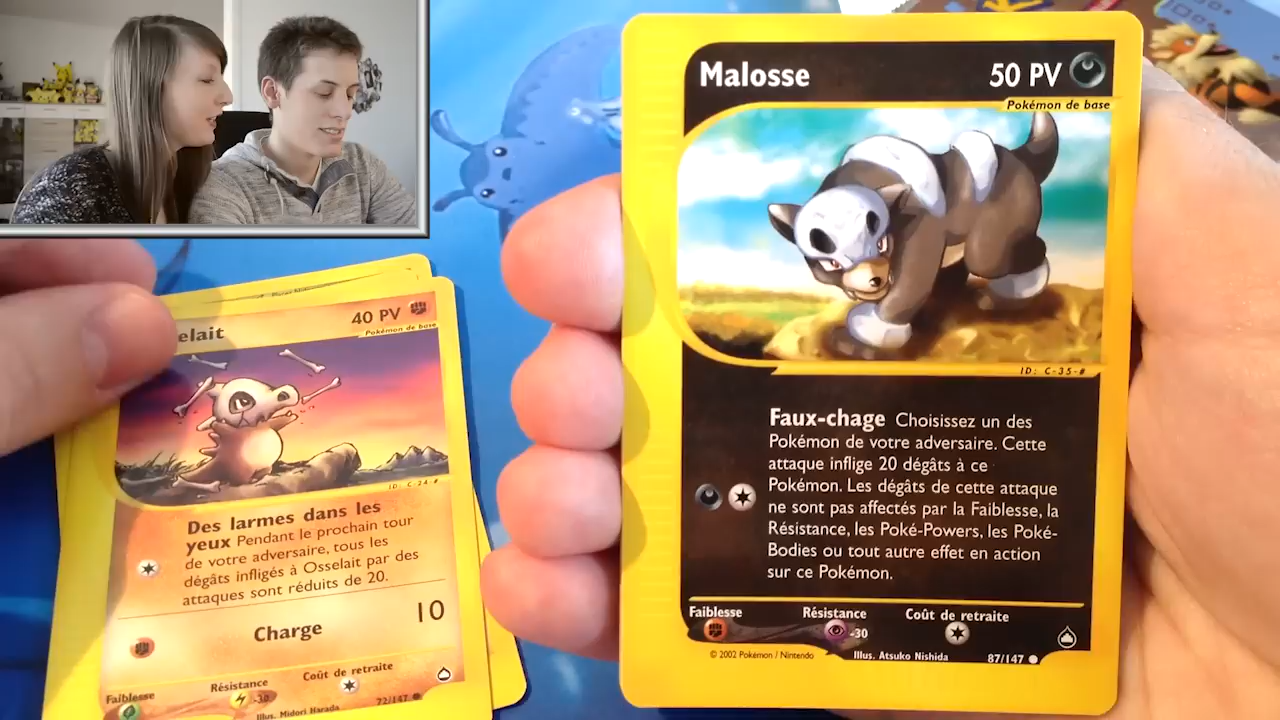 Malosse 50 PV
Pokémon de base
ID: C-35-#
Faux-chage Choisissez un des
Pokémon de votre adversaire. Cette
attaque inflige 20 dégâts à ce
Pokémon. Les dégâts de cette attaque
ne sont pas affectés par la Faiblesse, la
Résistance, les Poké-Powers, les Poké-
Bodies ou tout autre effet en action
sur ce Pokémon.
Faiblesse Résistance Coût de retraite
-30
© 2002 Pokémon / Nintendo Illus. Atsuko Nishida 87/147
elait 40 PV
Pokémon de base
ID: C-24-#
Des larmes dans les
yeux Pendant le prochain tour
de votre adversaire, tous les
dégâts infligés à Osselait par des
attaques sont réduits de 20.
Charge 10
Faiblesse Résistance Coût de retraite
-30
Illus. Midori Harada 72/147